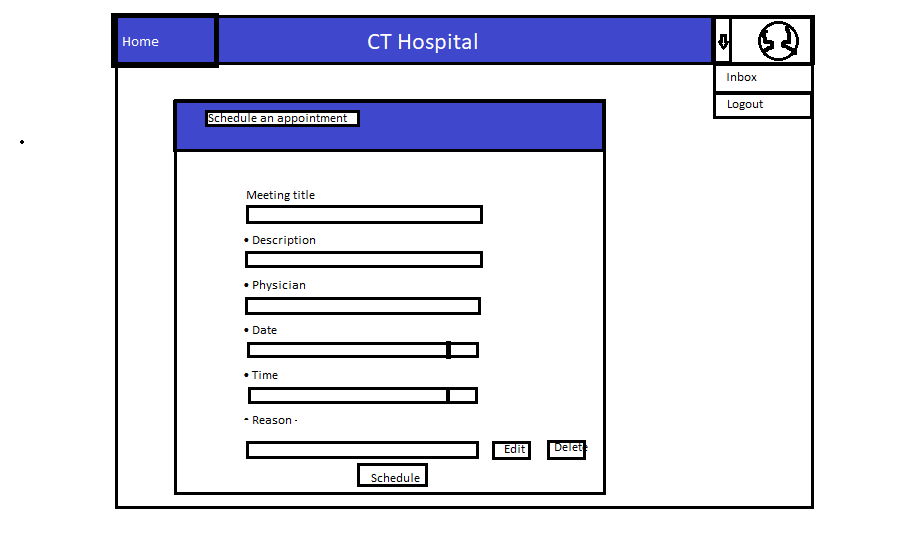 Home
CT Hospital
Inbox
Logout
Schedule an appointment
Meeting title
• Description
• Physician
• Date
• Time
- Reason -
Edit
Delete
Schedule